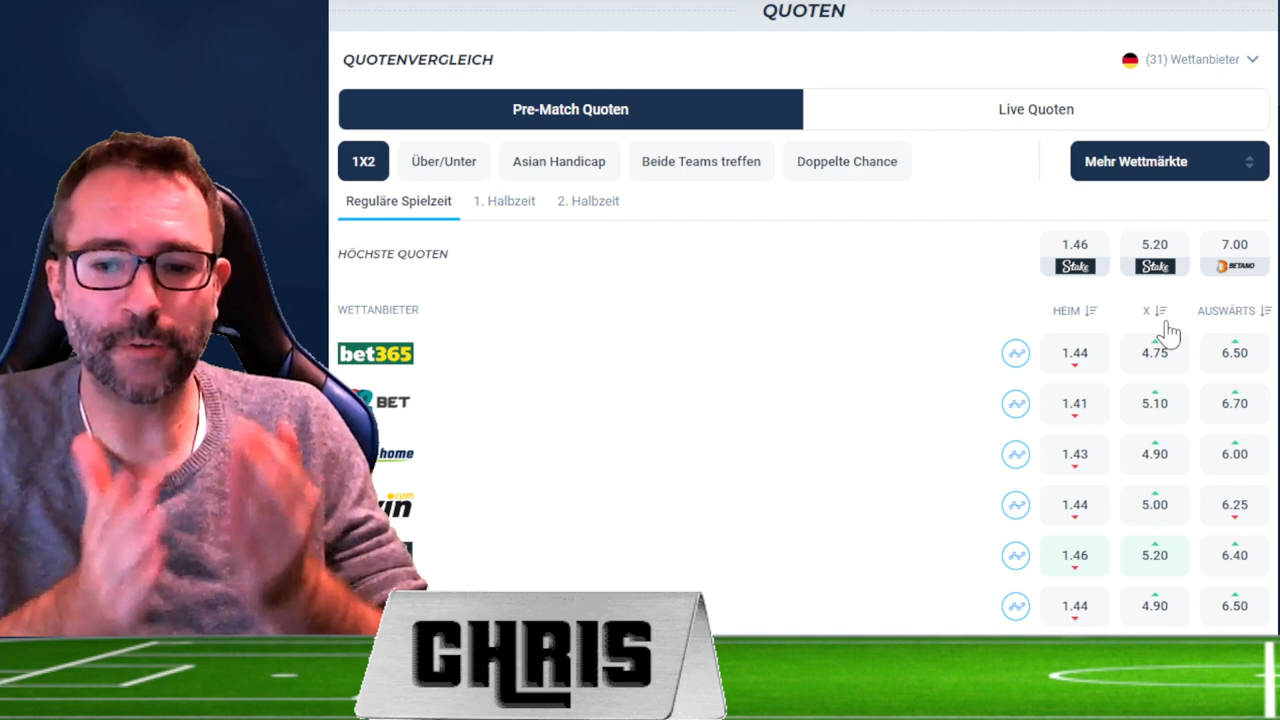 QUOTEN
QUOTENVERGLEICH
(31) Wettanbieter
Pre-Match Quoten
Live Quoten
1X2
Über/Unter
Asian Handicap
Beide Teams treffen
Doppelte Chance
Mehr Wettmärkte
Reguläre Spielzeit
1. Halbzeit
2. Halbzeit
HÖCHSTE QUOTEN
1.46 5.20 7.00
Stake Stake BETANO
WETTANBIETER
HEIM X AUSWÄRTS
bet365 1.44 4.75 6.50
BET 1.41 5.10 6.70
home 1.43 4.90 6.00
.com
in 1.44 5.00 6.25
1.46 5.20 6.40
1.44 4.90 6.50
CHRIS